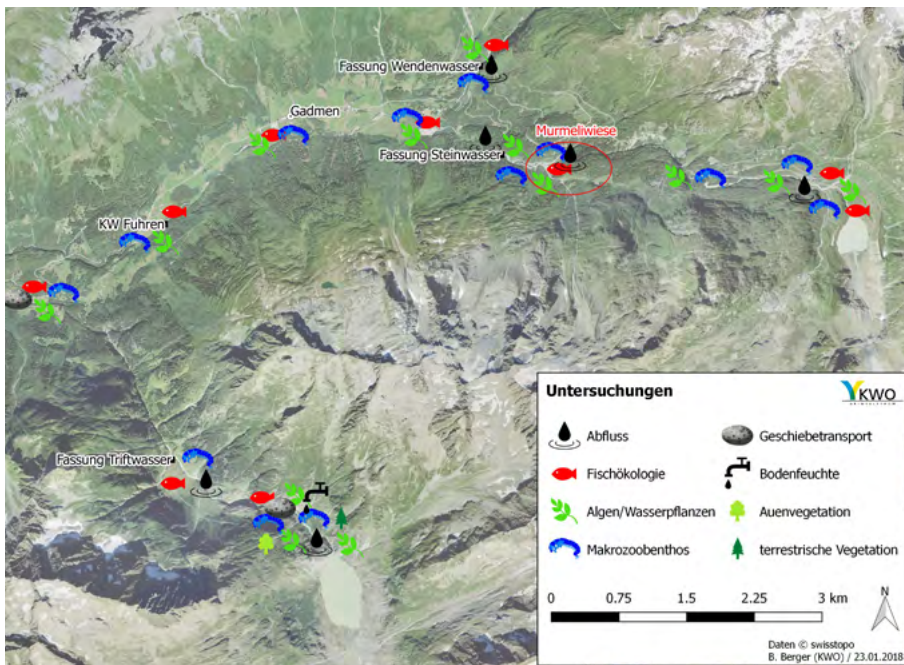 Fassung Wendenwasser
Gadmen
Murmeliwiese
Fassung Steinwasser
KW Fuhren
Fassung Triftwasser
Untersuchungen
KWO
Abfluss
Geschiebetransport
Fischökologie
Bodenfeuchte
Algen/Wasserpflanzen
Auenvegetation
Makrozoobenthos
terrestrische Vegetation
0 0.75 1.5 2.25 3 km
N
Daten © swisstopo
B. Berger (KWO) / 23.01.2018